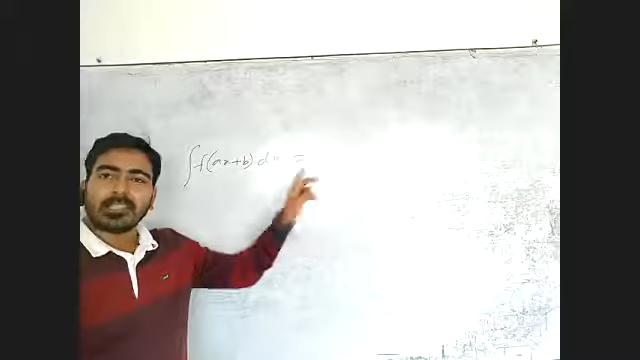 ∫f(ax+b)dx =